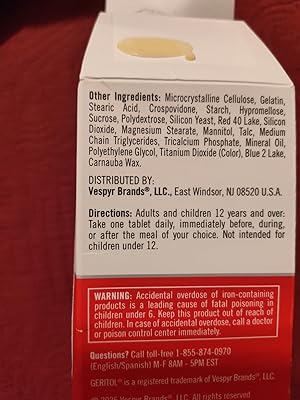 Other Ingredients: Microcrystalline Cellulose, Gelatin,
Stearic Acid, Crospovidone, Starch, Hypromellose,
Sucrose, Polydextrose, Silicon Yeast, Red 40 Lake, Silicon
Dioxide, Magnesium Stearate, Mannitol, Talc, Medium
Chain Triglycerides, Tricalcium Phosphate, Mineral Oil,
Polyethylene Glycol, Titanium Dioxide (Color), Blue 2 Lake,
Carnauba Wax.
DISTRIBUTED BY:
Vespyr Brands®, LLC., East Windsor, NJ 08520 U.S.A.
Directions: Adults and children 12 years and over:
Take one tablet daily, immediately before, during,
or after the meal of your choice. Not intended for
children under 12.
WARNING: Accidental overdose of iron-containing
products is a leading cause of fatal poisoning in
children under 6. Keep this product out of reach of
children. In case of accidental overdose, call a doctor
or poison control center immediately.
Questions? Call toll-free 1-855-874-0970
(English/Spanish) M-F 8AM - 5PM EST
GERITOL® is a registered trademark of Vespyr Brands®, LLC.
Vespyr Brands®, LLC.